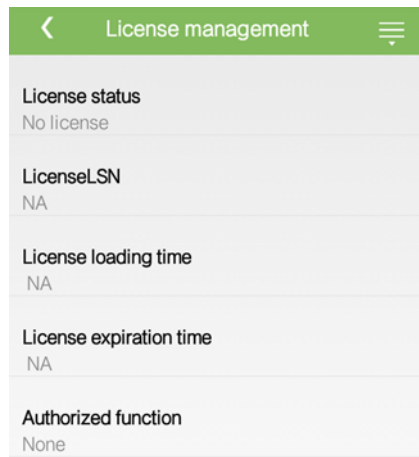 License management
License status
No license
LicenseLSN
NA
License loading time
NA
License expiration time
NA
Authorized function
None